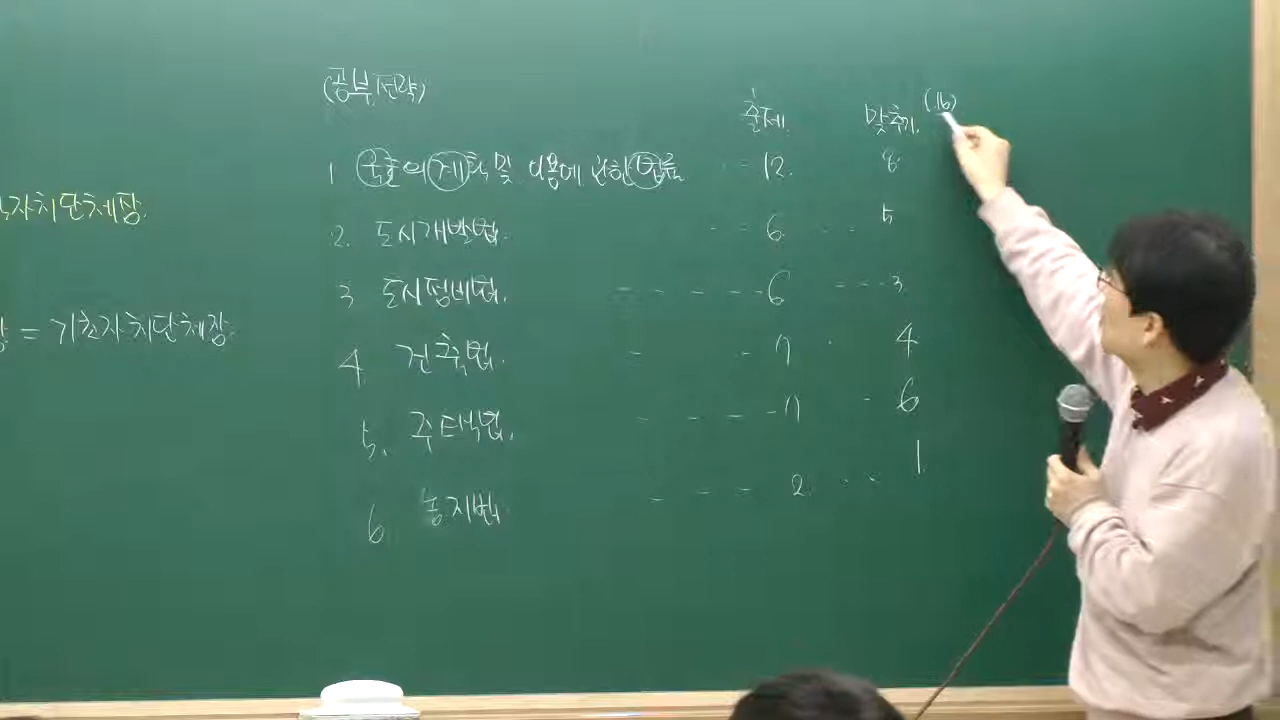 (공부전략)
출제. 맞추기. (16)
1 국토의 계획 및 이용에 관한 법률 - - 12. 8
자치단체장
2. 도시개발법. - - 6. - - 5
3 도시정비법. - - - - - 6 - - - 3.
= 기초자치단체장
4. 건축법. - - 7 4
5. 주택법. - - - - 7 - 6
6 농지법. - - - 2. - - 1.